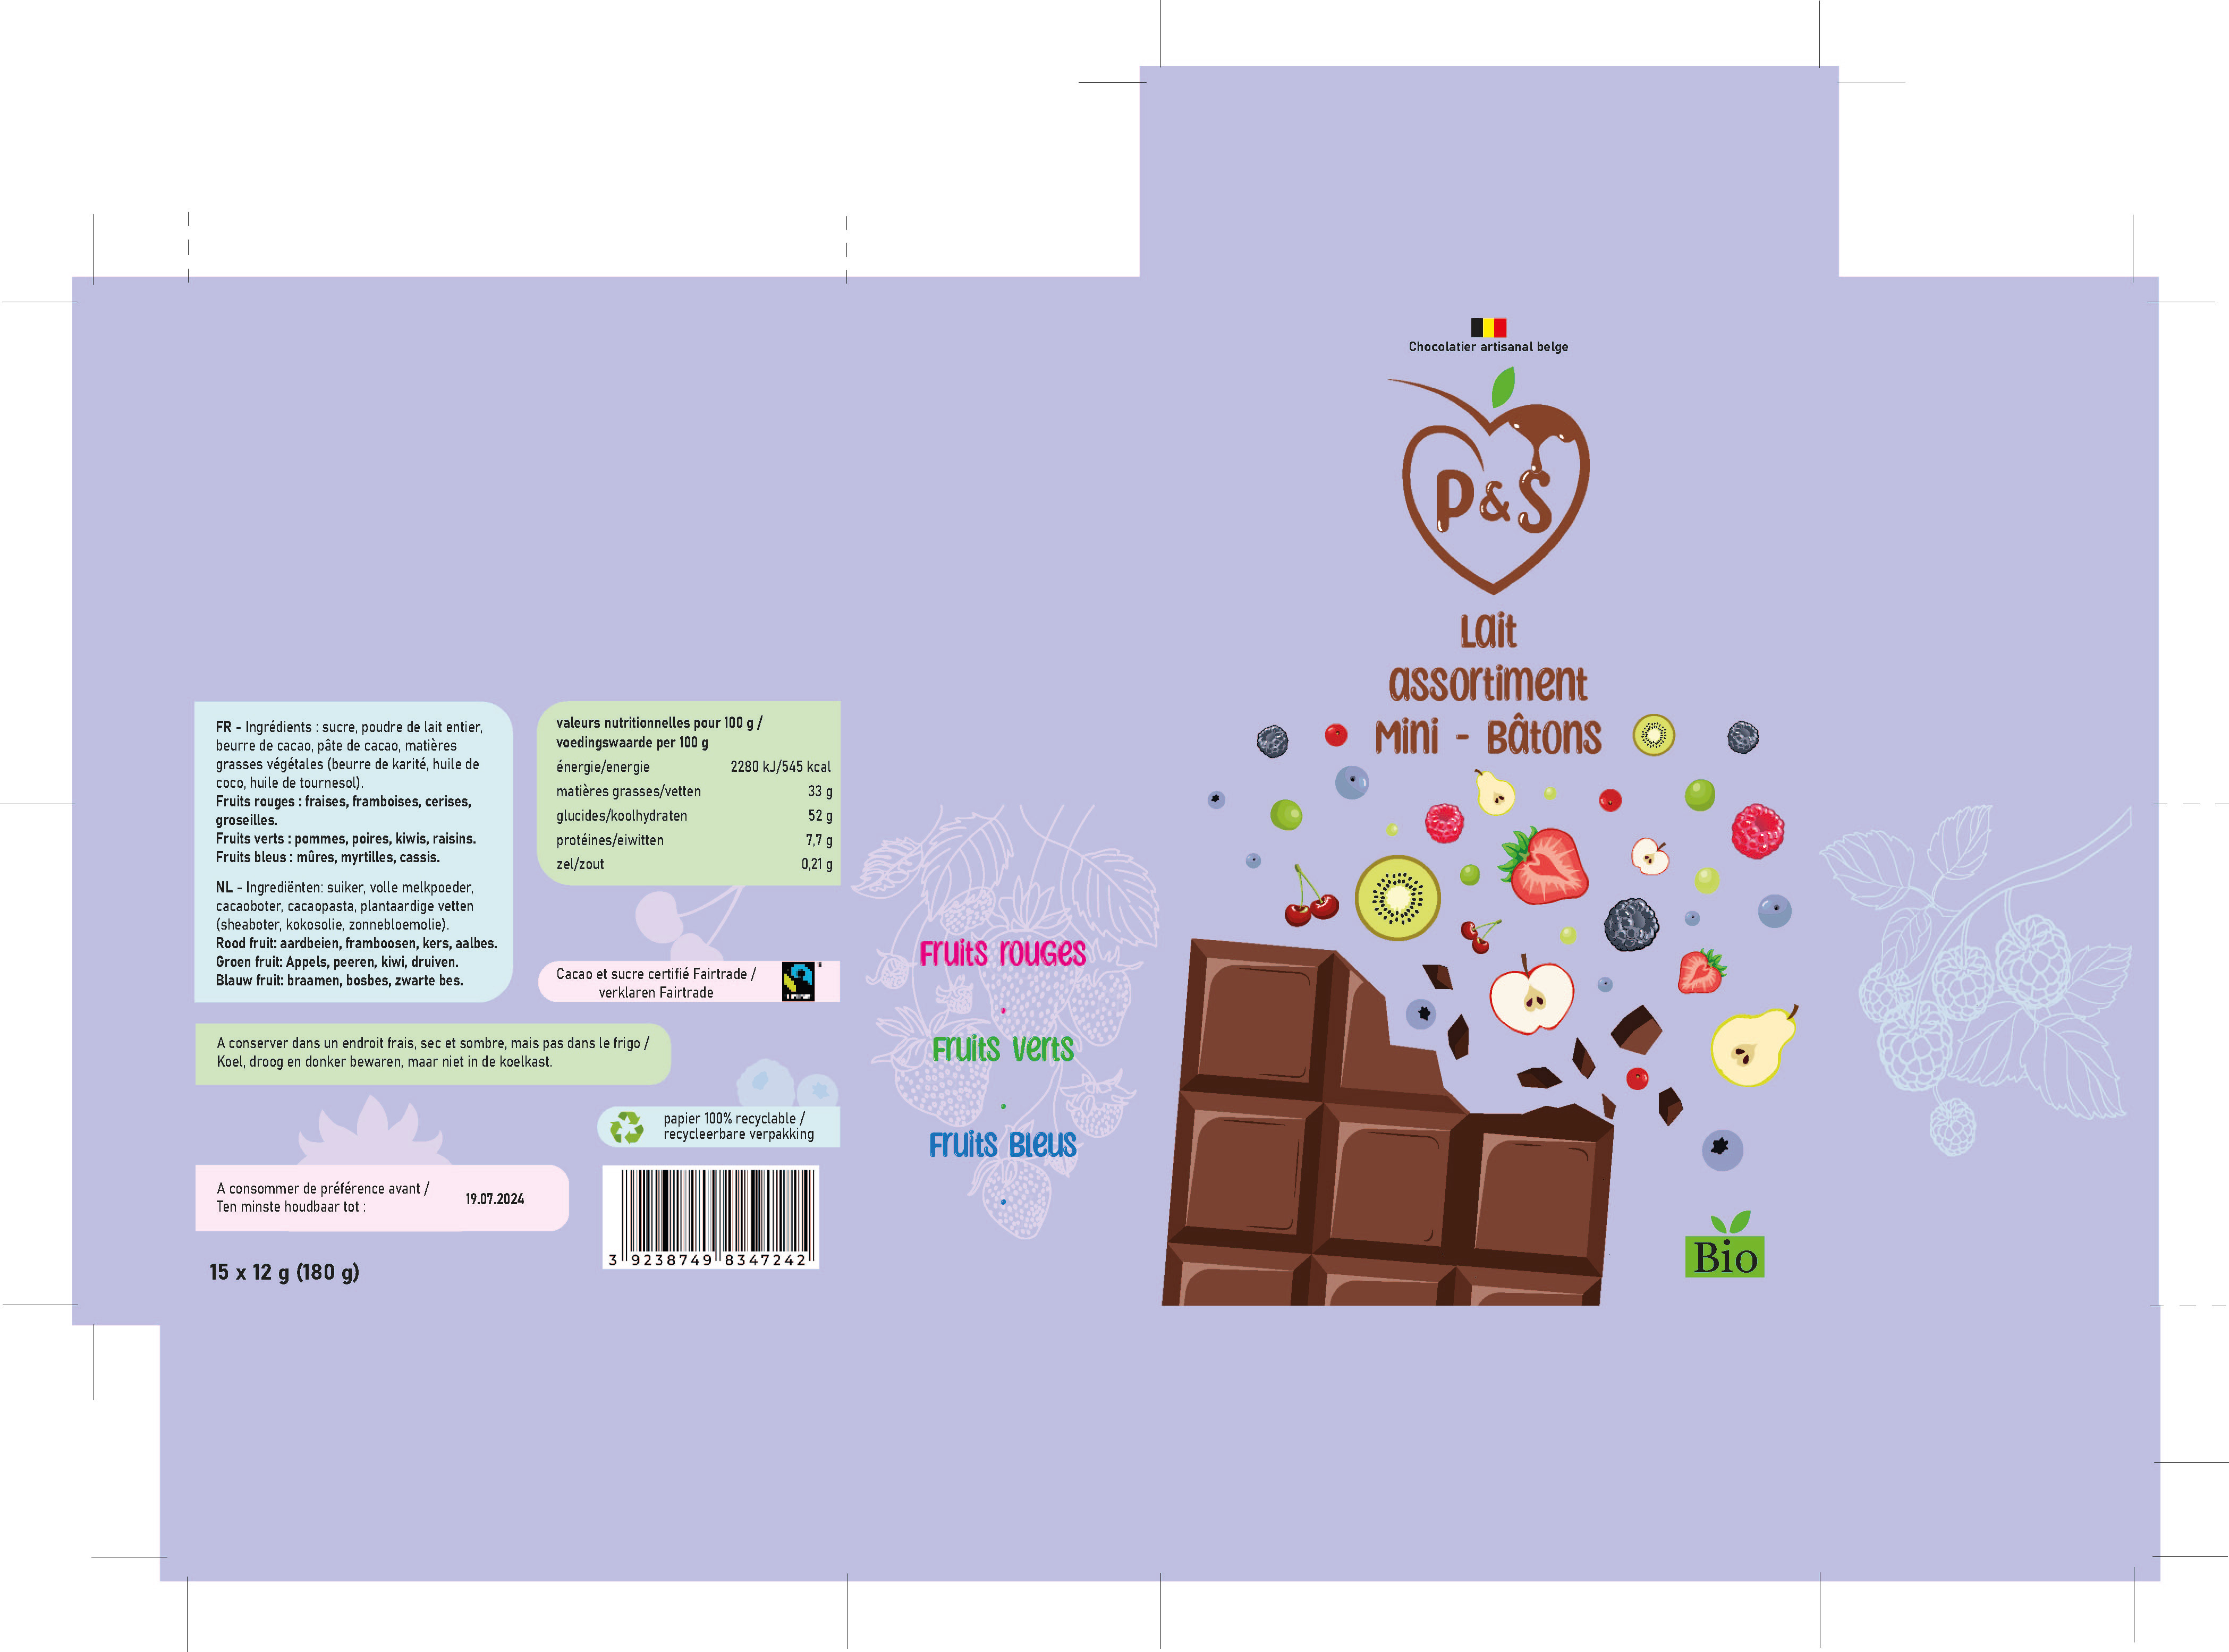 FR - Ingrédients : sucre, poudre de lait entier,
beurre de cacao, pâte de cacao, matières
grasses végétales (beurre de karité, huile de
coco, huile de tournesol).
Fruits rouges : fraises, framboises, cerises,
groseilles.
Fruits verts : pommes, poires, kiwis, raisins.
Fruits bleus : mûres, myrtilles, cassis.
NL - Ingrediënten: suiker, volle melkpoeder,
cacaoboter, cacaopasta, plantaardige vetten
(sheaboter, kokosolie, zonnebloemolie).
Rood fruit: aardbeien, framboosen, kers, aalbes.
Groen fruit: Appels, peeren, kiwi, druiven.
Blauw fruit: braamen, bosbes, zwarte bes.
valeurs nutritionnelles pour 100 g /
voedingswaarde per 100 g
énergie/energie 2280 kJ/545 kcal
matières grasses/vetten 33 g
glucides/koolhydraten 52 g
protéines/eiwitten 7,7 g
zel/zout 0,21 g
Cacao et sucre certifié Fairtrade /
verklaren Fairtrade
A conserver dans un endroit frais, sec et sombre, mais pas dans le frigo /
Koel, droog en donker bewaren, maar niet in de koelkast.
papier 100% recyclable /
recycleerbare verpakking
A consommer de préférence avant /
Ten minste houdbaar tot :
19.07.2024
15 x 12 g (180 g)
3 923874 9 8347242
Fruits rouges
Fruits verts
Fruits Bleus
Chocolatier artisanal belge
P&S
Lait
assortiment
Mini - Bâtons
Bio